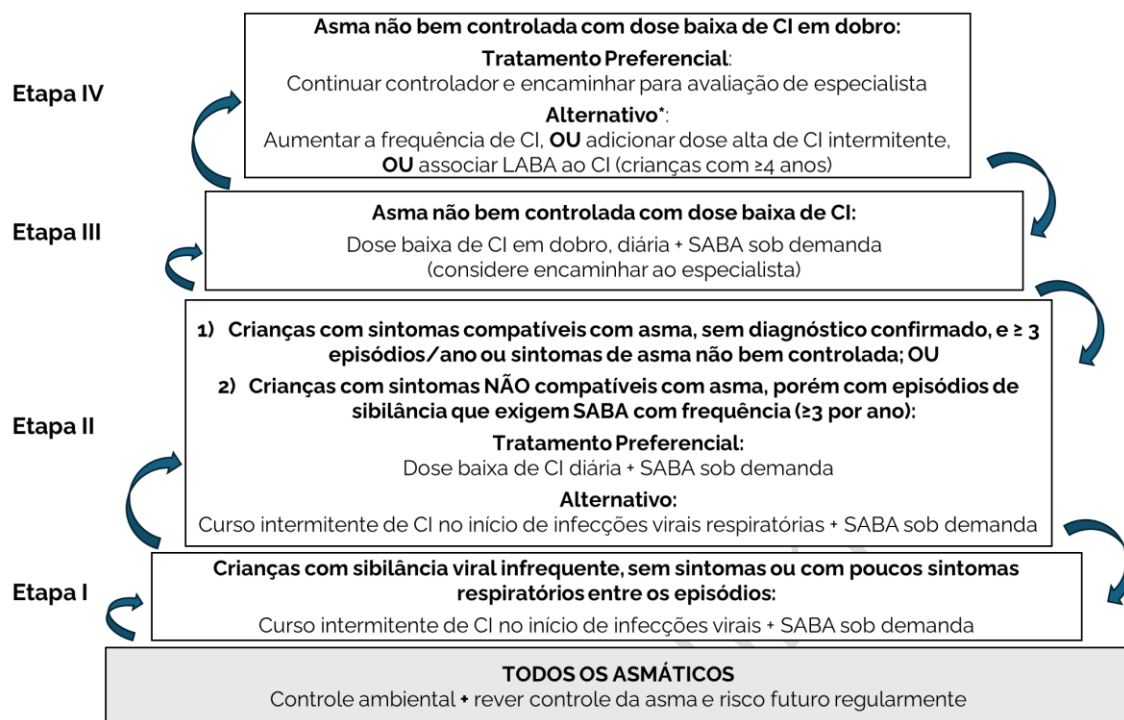 Etapa IV
Asma não bem controlada com dose baixa de CI em dobro:
Tratamento Preferencial:
Continuar controlador e encaminhar para avaliação de especialista
Alternativo*:
Aumentar a frequência de CI, OU adicionar dose alta de CI intermitente,
OU associar LABA ao CI (crianças com ≥4 anos)
Etapa III
Asma não bem controlada com dose baixa de CI:
Dose baixa de CI em dobro, diária + SABA sob demanda
(considere encaminhar ao especialista)
Etapa II
1) Crianças com sintomas compatíveis com asma, sem diagnóstico confirmado, e ≥ 3
episódios/ano ou sintomas de asma não bem controlada; OU
2) Crianças com sintomas NÃO compatíveis com asma, porém com episódios de
sibilância que exigem SABA com frequência (≥3 por ano):
Tratamento Preferencial:
Dose baixa de CI diária + SABA sob demanda
Alternativo:
Curso intermitente de CI no início de infecções virais respiratórias + SABA sob demanda
Etapa I
Crianças com sibilância viral infrequente, sem sintomas ou com poucos sintomas
respiratórios entre os episódios:
Curso intermitente de CI no início de infecções virais + SABA sob demanda
TODOS OS ASMÁTICOS
Controle ambiental + rever controle da asma e risco futuro regularmente